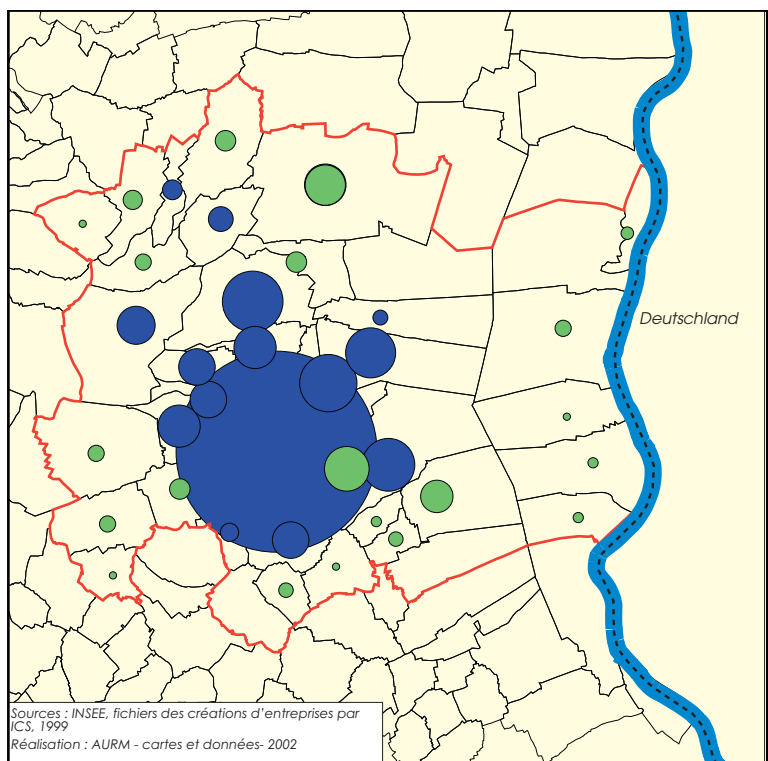 Deutschland
Sources : INSEE, fichiers des créations d'entreprises par
ICS, 1999
Réalisation : AURM - cartes et données- 2002